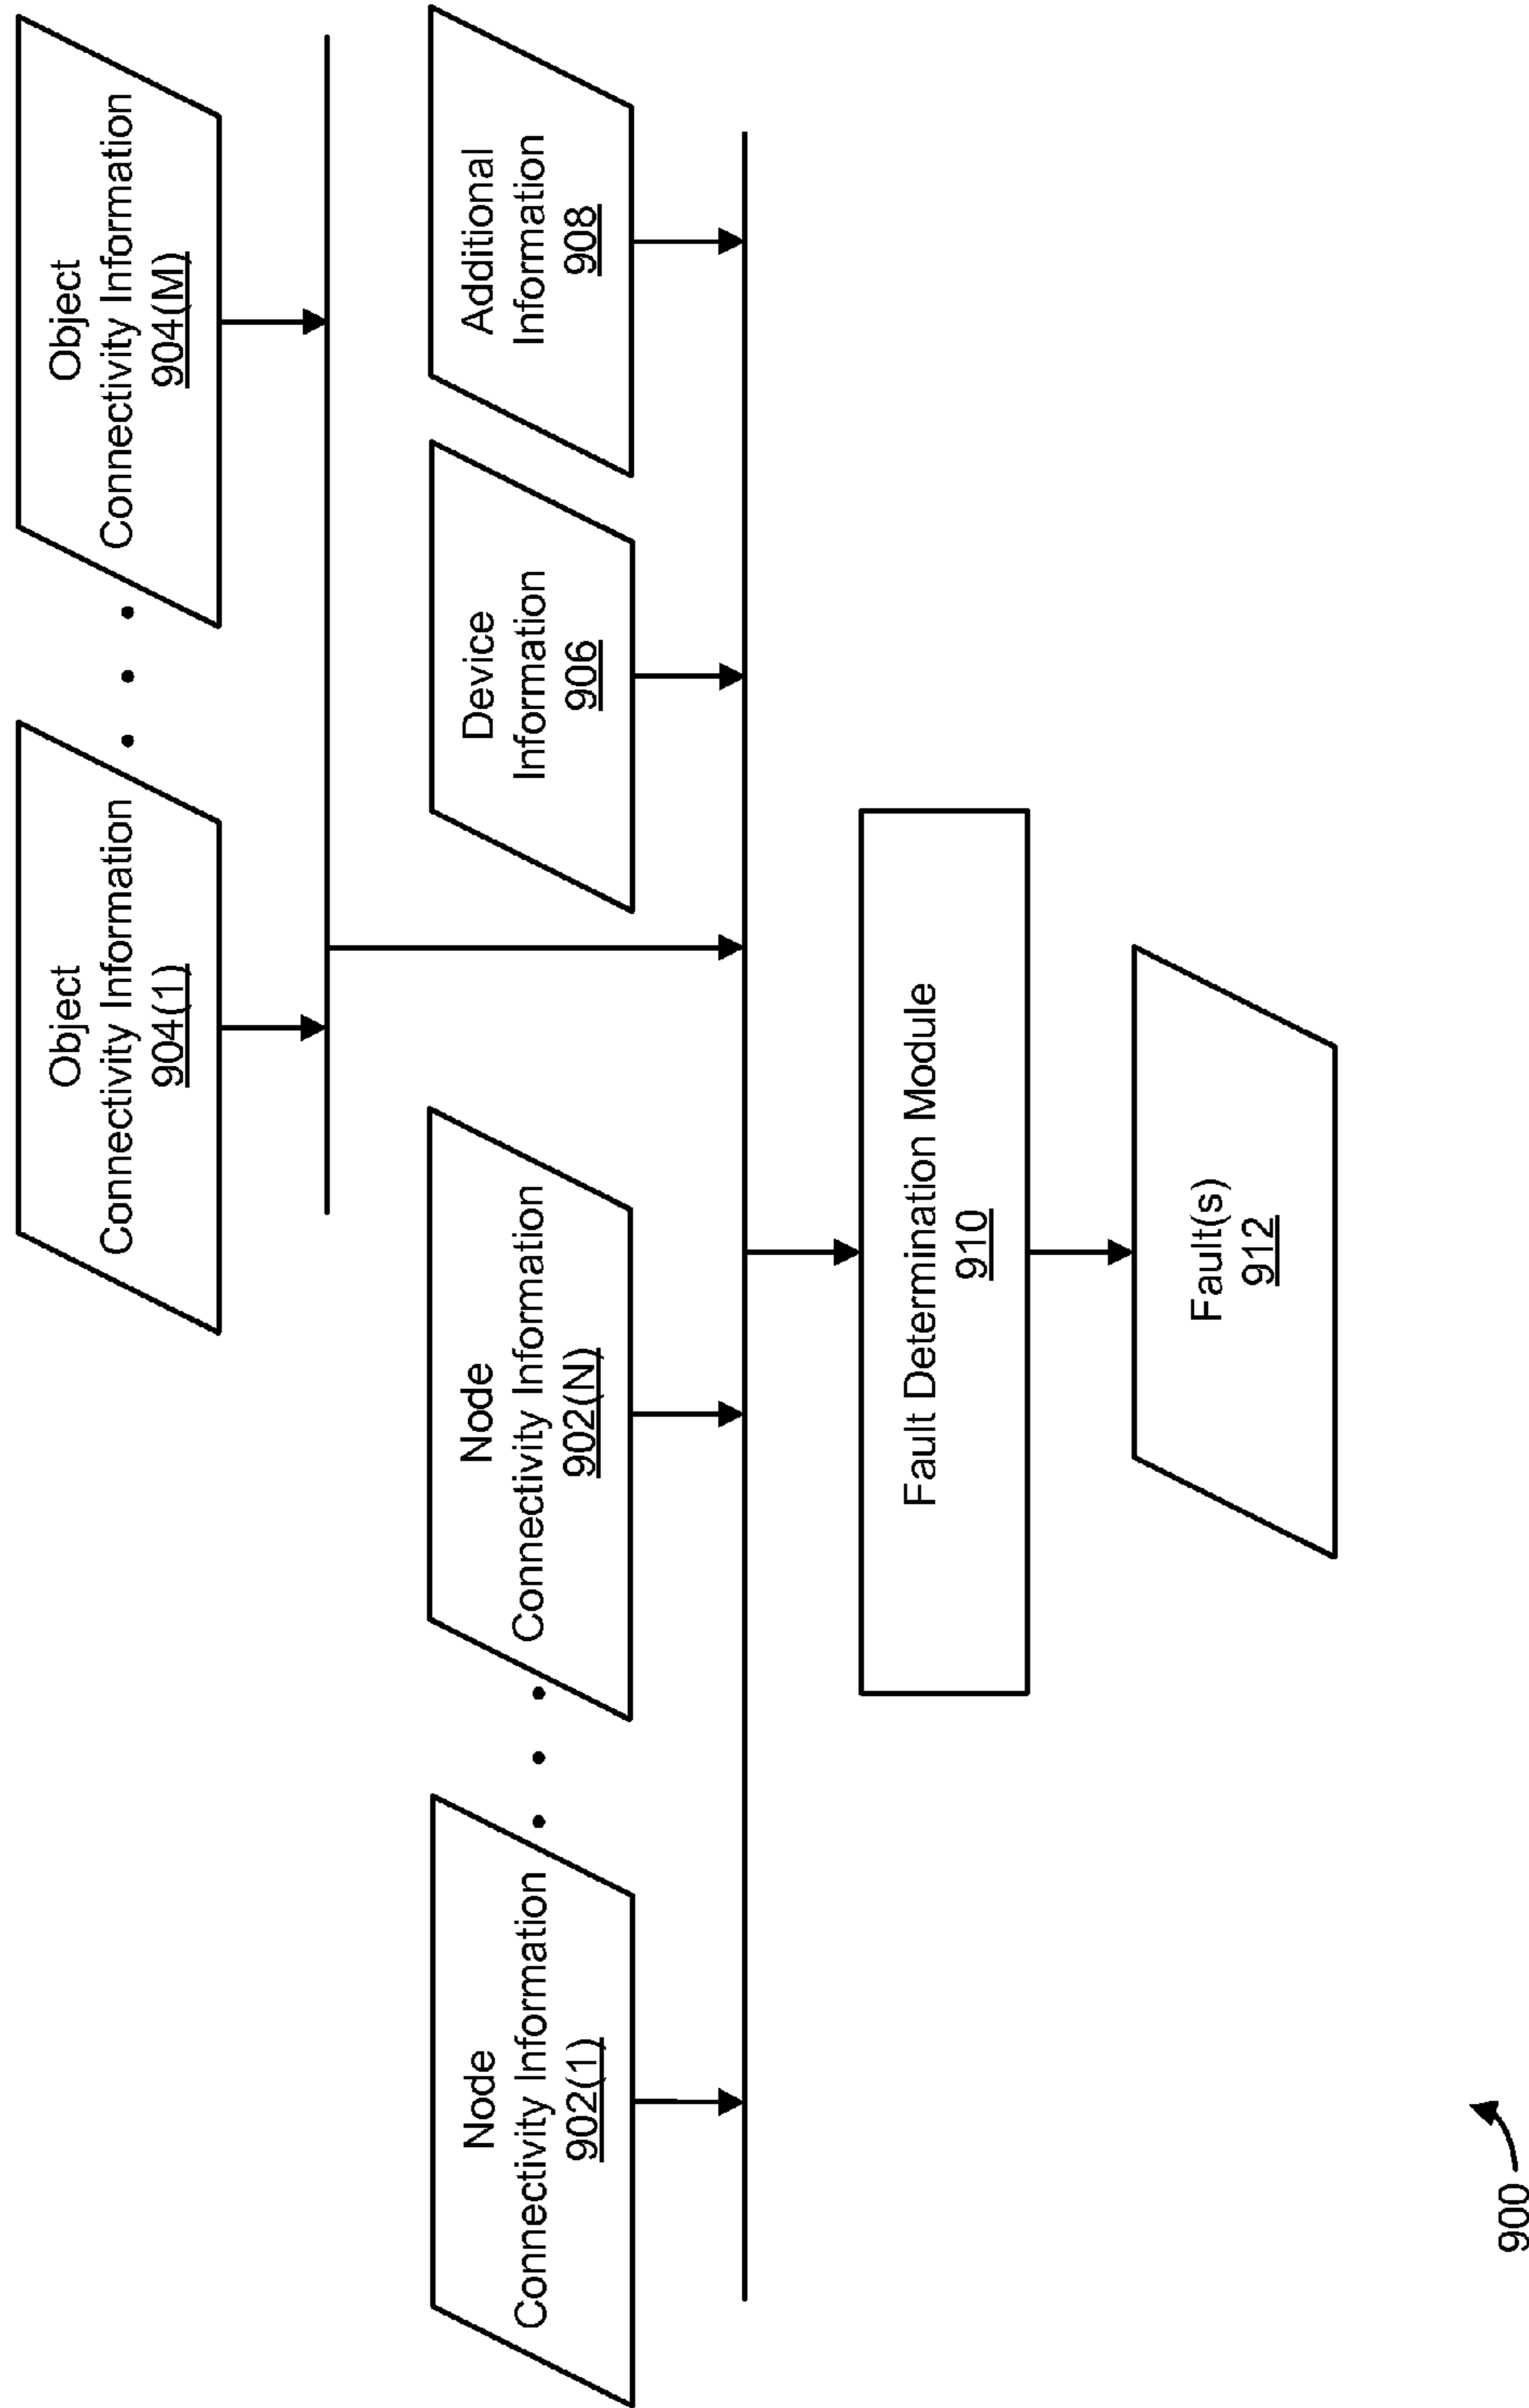 Object
Connectivity Information
904(1)
Object
Connectivity Information
904(M)
Node
Connectivity Information
902(1)
Node
Connectivity Information
902(N)
Device
Information
906
Additional
Information
908
Fault Determination Module
910
Fault(s)
912
900